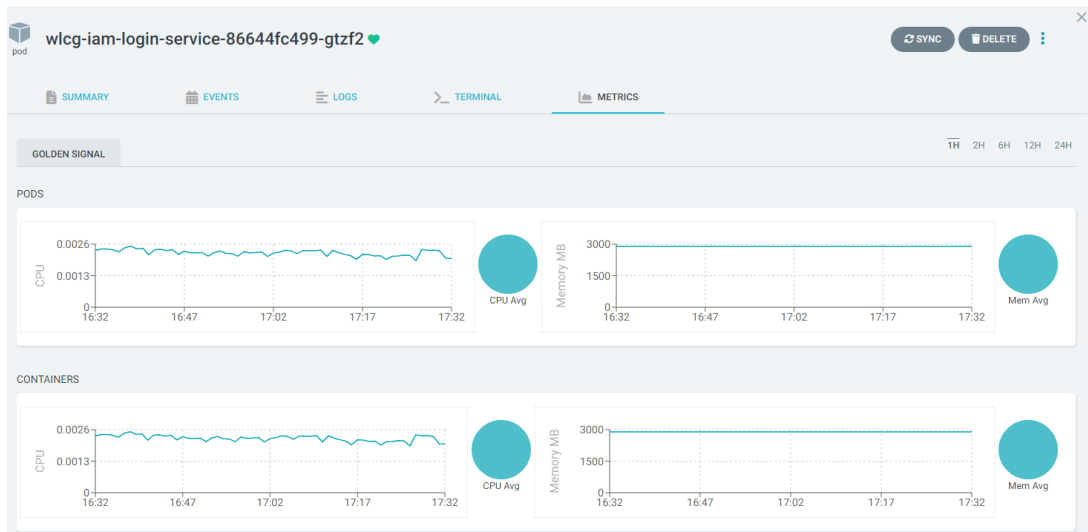 wlcg-iam-login-service-86644fc499-gtzf2
pod
SYNC
DELETE
SUMMARY
EVENTS
LOGS
TERMINAL
METRICS
GOLDEN SIGNAL
1H 2H 6H 12H 24H
PODS
CPU
0.0026
0.0013
0
16:32 16:47 17:02 17:17 17:32
CPU Avg
Memory MB
3000
1500
0
16:32 16:47 17:02 17:17 17:32
Mem Avg
CONTAINERS
CPU
0.0026
0.0013
0
16:32 16:47 17:02 17:17 17:32
CPU Avg
Memory MB
3000
1500
0
16:32 16:47 17:02 17:17 17:32
Mem Avg